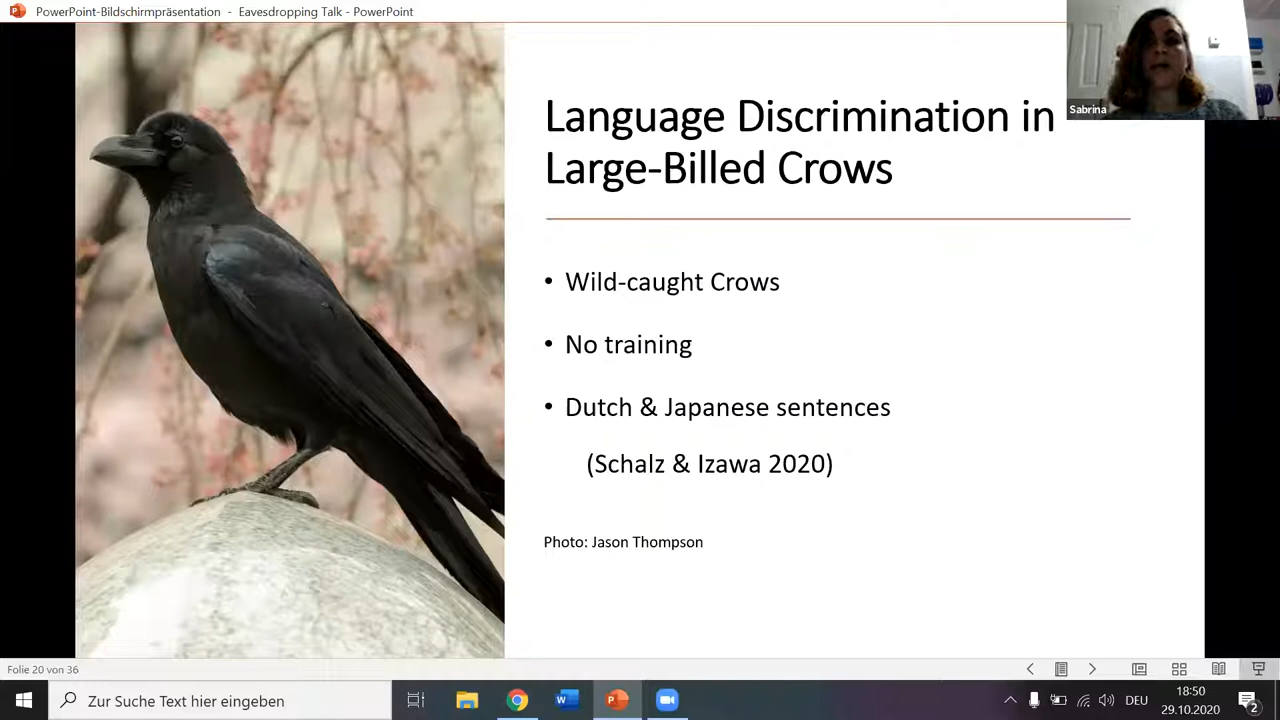 PowerPoint-Bildschirmpräsentation - Eavesdropping Talk - PowerPoint
Sabrina
Language Discrimination in
Large-Billed Crows
• Wild-caught Crows
• No training
• Dutch & Japanese sentences
(Schalz & Izawa 2020)
Photo: Jason Thompson
Folie 20 von 36
Zur Suche Text hier eingeben
DEU
18:50
29.10.2020
2